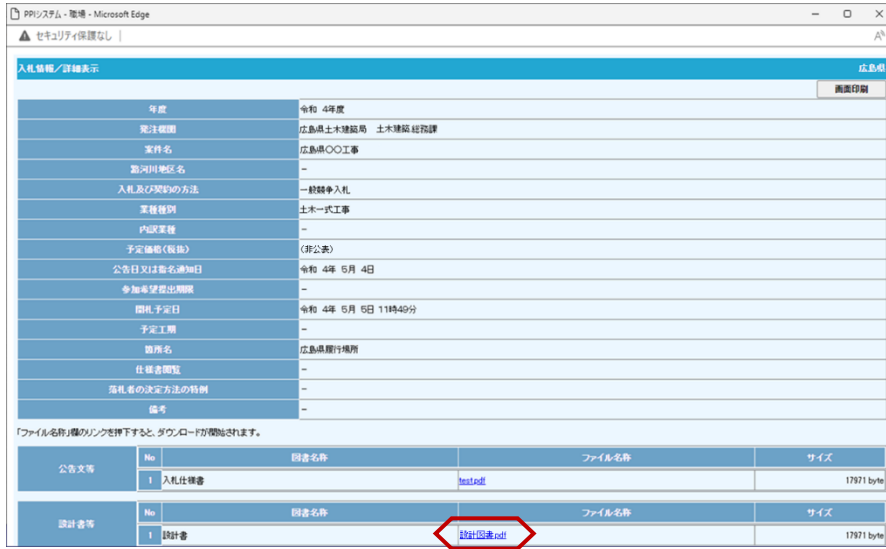 PPIシステム - 職場 - Microsoft Edge
セキュリティ保護なし
A
入札情報/詳細表示 広島県
画面印刷
年度 令和 4年度
発注機関 広島県土木建築局 土木建築総務課
案件名 広島県〇〇工事
路河川地区名 -
入札及び契約の方法 一般競争入札
業種種別 土木一式工事
内訳業種 -
予定価格(税抜) (非公表)
公告日又は指名通知日 令和 4年 5月 4日
参加希望提出期限 -
開札予定日 令和 4年 5月 5日 11時49分
予定工期 -
箇所名 広島県履行場所
仕様書閲覧 -
落札者の決定方法の特例 -
備考 -
「ファイル名称」欄のリンクを押下すると、ダウンロードが開始されます。
公告文等
No 図書名称 ファイル名称 サイズ
1 入札仕様書 test.pdf 17971 byte
設計書等
No 図書名称 ファイル名称 サイズ
1 設計書 設計図書.pdf 17971 byte